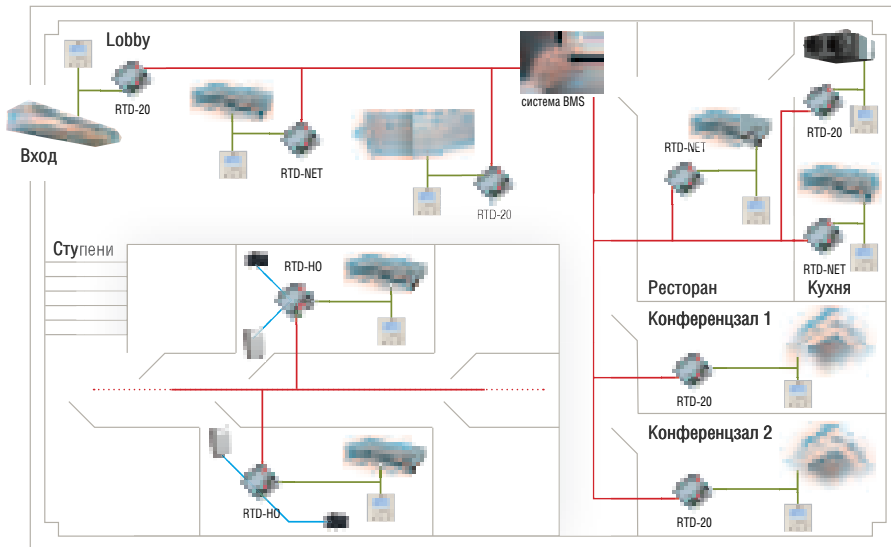 Lobby
RTD-20
Вход
RTD-NET
RTD-20
система BMS
RTD-NET
RTD-20
RTD-NET
Ресторан
Кухня
Ступени
RTD-HO
RTD-HO
Конференцзал 1
RTD-20
Конференцзал 2
RTD-20